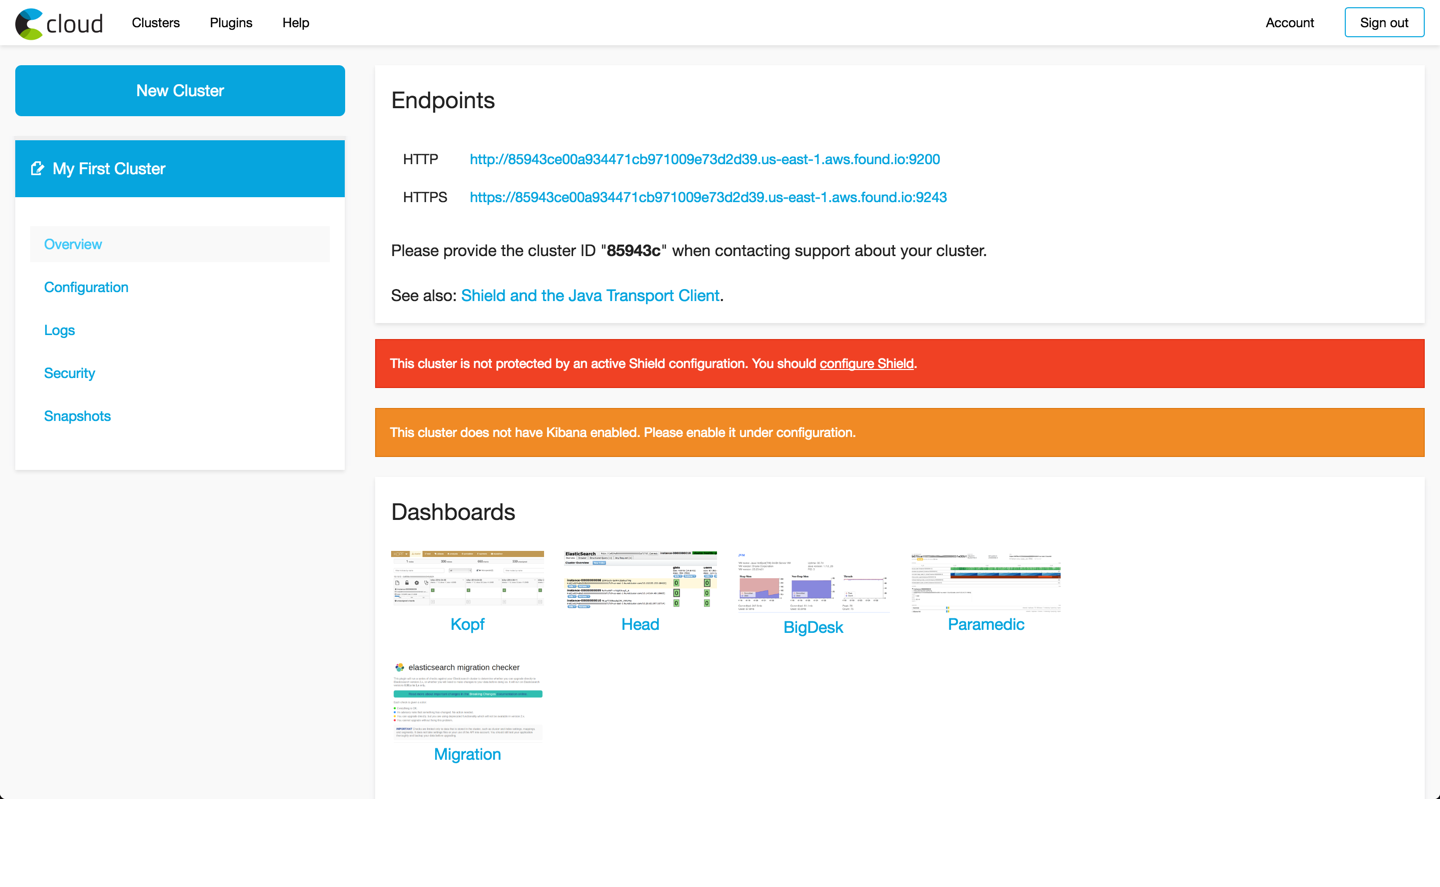 cloud
Clusters
Plugins
Help
Account
Sign out
New Cluster
My First Cluster
Overview
Configuration
Logs
Security
Snapshots
Endpoints
HTTP http://85943ce00a934471cb971009e73d2d39.us-east-1.aws.found.io:9200
HTTPS https://85943ce00a934471cb971009e73d2d39.us-east-1.aws.found.io:9243
Please provide the cluster ID "85943c" when contacting support about your cluster.
See also: Shield and the Java Transport Client.
This cluster is not protected by an active Shield configuration. You should configure Shield.
This cluster does not have Kibana enabled. Please enable it under configuration.
Dashboards
ElasticSearch
Kopf
Head
BigDesk
Paramedic
elasticsearch migration checker
Migration